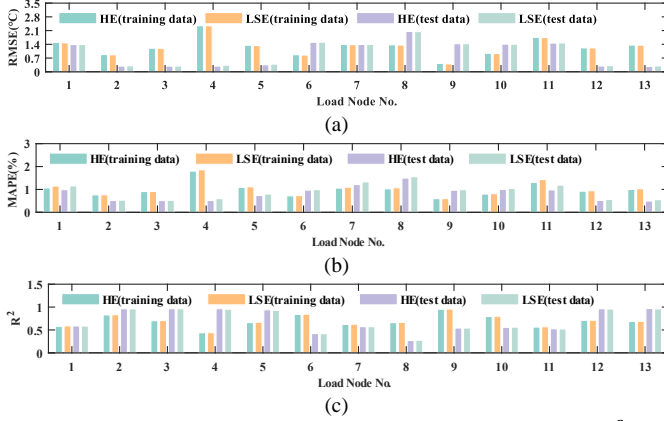 3.5
2.8
2.1
1.4
0.7
0
RMSE(℃)
HE(training data) LSE(training data) HE(test data) LSE(test data)
1 2 3 4 5 6 7 8 9 10 11 12 13
Load Node No.
(a)
3
2
1
0
MAPE(%)
HE(training data) LSE(training data) HE(test data) LSE(test data)
1 2 3 4 5 6 7 8 9 10 11 12 13
Load Node No.
(b)
1.5
1
0.5
0
R²
HE(training data) LSE(training data) HE(test data) LSE(test data)
1 2 3 4 5 6 7 8 9 10 11 12 13
Load Node No.
(c)